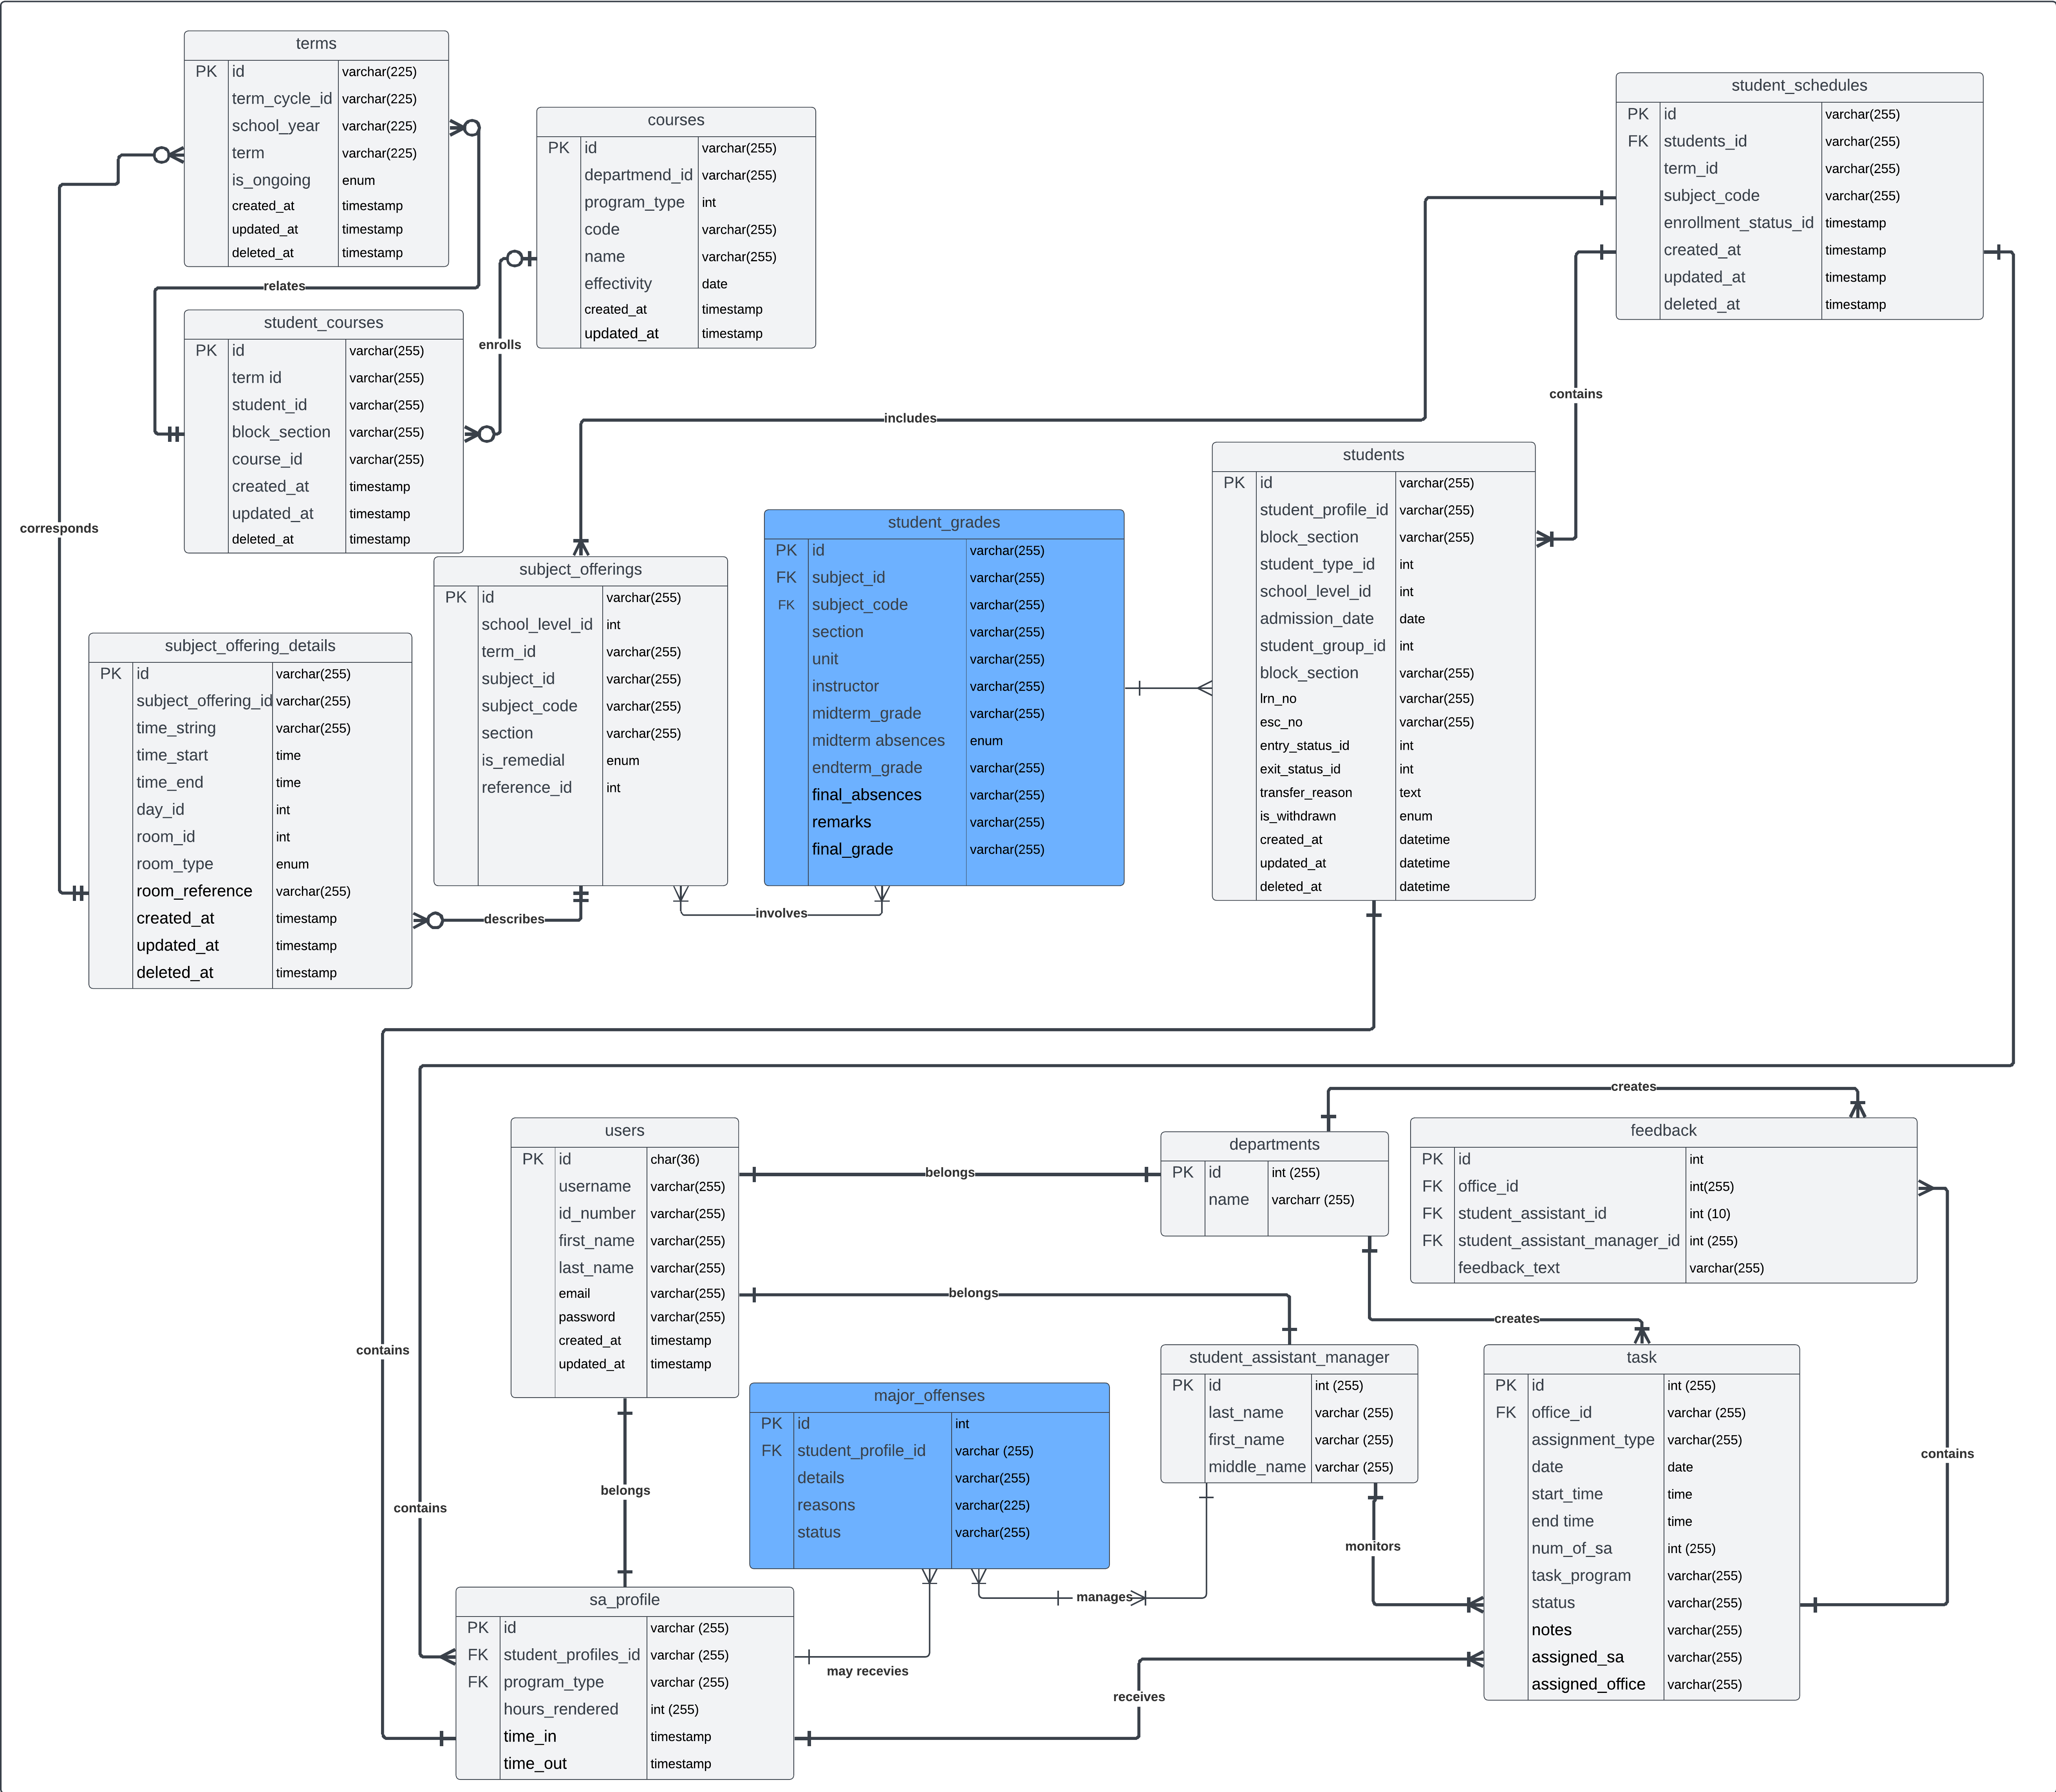 terms
PK id varchar(225)
term_cycle_id varchar(225)
school_year varchar(225)
term varchar(225)
is_ongoing enum
created_at timestamp
updated_at timestamp
deleted_at timestamp
relates
courses
PK id varchar(255)
departmend_id varchar(255)
program_type int
code varchar(255)
name varchar(255)
effectivity date
created_at timestamp
updated_at timestamp
enrolls
student_schedules
PK id varchar(255)
FK students_id varchar(255)
term_id varchar(255)
subject_code varchar(255)
enrollment_status_id timestamp
created_at timestamp
updated_at timestamp
deleted_at timestamp
contains
includes
student_courses
PK id varchar(255)
term id varchar(255)
student_id varchar(255)
block_section varchar(255)
course_id varchar(255)
created_at timestamp
updated_at timestamp
deleted_at timestamp
corresponds
subject_offering_details
PK id varchar(255)
subject_offering_id varchar(255)
time_string varchar(255)
time_start time
time_end time
day_id int
room_id int
room_type enum
room_reference varchar(255)
created_at timestamp
updated_at timestamp
deleted_at timestamp
describes
subject_offerings
PK id varchar(255)
school_level_id int
term_id varchar(255)
subject_id varchar(255)
subject_code varchar(255)
section varchar(255)
is_remedial enum
reference_id int
involves
student_grades
PK id varchar(255)
FK subject_id varchar(255)
FK subject_code varchar(255)
section varchar(255)
unit varchar(255)
instructor varchar(255)
midterm_grade varchar(255)
midterm absences enum
endterm_grade varchar(255)
final_absences varchar(255)
remarks varchar(255)
final_grade varchar(255)
students
PK id varchar(255)
student_profile_id varchar(255)
block_section varchar(255)
student_type_id int
school_level_id int
admission_date date
student_group_id int
block_section varchar(255)
lrn_no varchar(255)
esc_no varchar(255)
entry_status_id int
exit_status_id int
transfer_reason text
is_withdrawn enum
created_at datetime
updated_at datetime
deleted_at datetime
users
PK id char(36)
username varchar(255)
id_number varchar(255)
first_name varchar(255)
last_name varchar(255)
email varchar(255)
password varchar(255)
created_at timestamp
updated_at timestamp
belongs
belongs
belongs
departments
PK id int (255)
name varcharr (255)
creates
creates
feedback
PK id int
FK office_id int(255)
FK student_assistant_id int (10)
FK student_assistant_manager_id int (255)
feedback_text varchar(255)
contains
student_assistant_manager
PK id int (255)
last_name varchar (255)
first_name varchar (255)
middle_name varchar (255)
monitors
manages
task
PK id int (255)
FK office_id varchar (255)
assignment_type varchar(255)
date date
start_time time
end time time
num_of_sa int (255)
task_program varchar(255)
status varchar(255)
notes varchar(255)
assigned_sa varchar(255)
assigned_office varchar(255)
major_offenses
PK id int
FK student_profile_id varchar (255)
details varchar(255)
reasons varchar(225)
status varchar(255)
may recevies
receives
contains
contains
sa_profile
PK id varchar (255)
FK student_profiles_id varchar (255)
FK program_type varchar (255)
hours_rendered int (255)
time_in timestamp
time_out timestamp